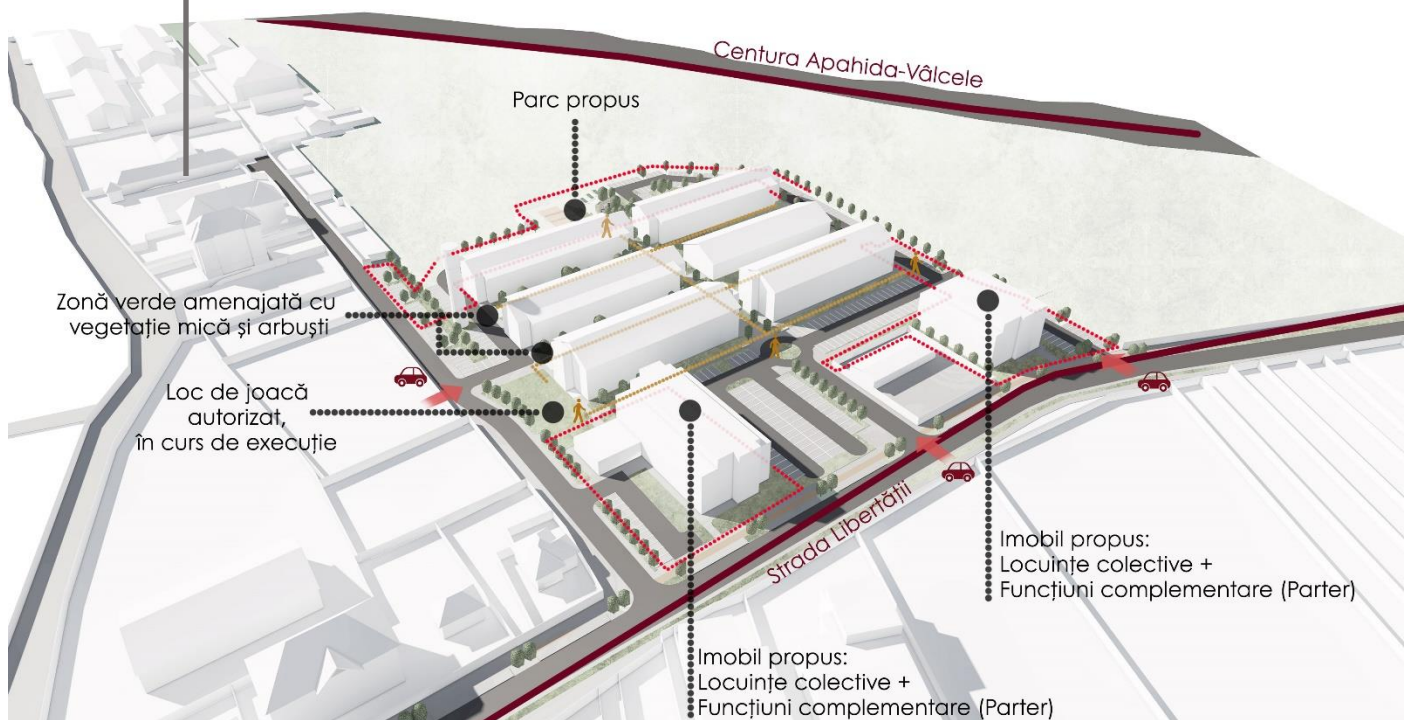 Centura Apahida-Vâlcele
Parc propus
Zonă verde amenajată cu
vegetație mică și arbuști
Loc de joacă
autorizat,
în curs de execuție
Strada Libertății
Imobil propus:
Locuințe colective +
Funcțiuni complementare (Parter)
Imobil propus:
Locuințe colective +
Funcțiuni complementare (Parter)